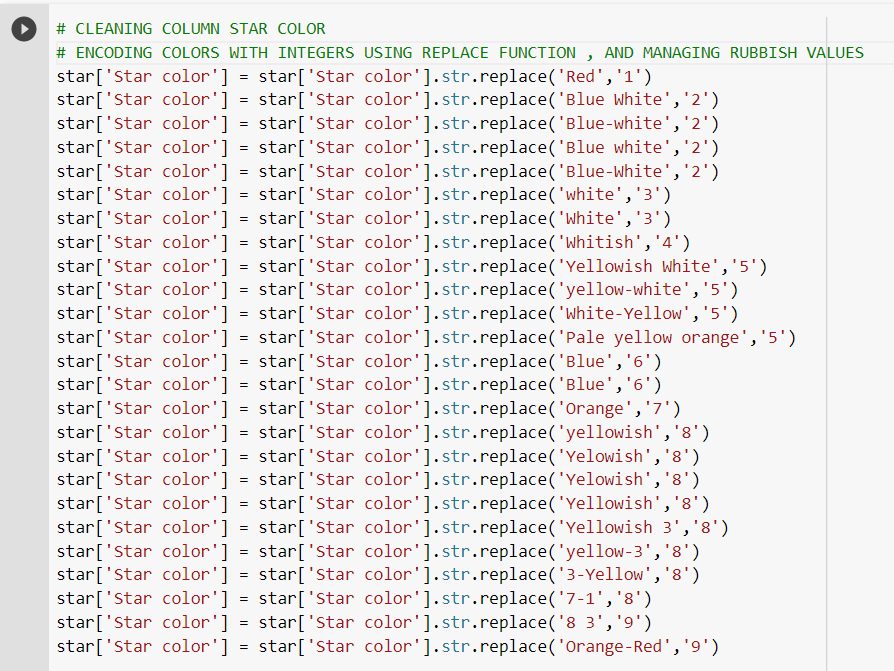 # CLEANING COLUMN STAR COLOR
# ENCODING COLORS WITH INTEGERS USING REPLACE FUNCTION , AND MANAGING RUBBISH VALUES
star['Star color'] = star['Star color'].str.replace('Red','1')
star['Star color'] = star['Star color'].str.replace('Blue White','2')
star['Star color'] = star['Star color'].str.replace('Blue-white','2')
star['Star color'] = star['Star color'].str.replace('Blue white','2')
star['Star color'] = star['Star color'].str.replace('Blue-White','2')
star['Star color'] = star['Star color'].str.replace('white','3')
star['Star color'] = star['Star color'].str.replace('White','3')
star['Star color'] = star['Star color'].str.replace('Whitish','4')
star['Star color'] = star['Star color'].str.replace('Yellowish White','5')
star['Star color'] = star['Star color'].str.replace('yellow-white','5')
star['Star color'] = star['Star color'].str.replace('White-Yellow','5')
star['Star color'] = star['Star color'].str.replace('Pale yellow orange','5')
star['Star color'] = star['Star color'].str.replace('Blue','6')
star['Star color'] = star['Star color'].str.replace('Blue','6')
star['Star color'] = star['Star color'].str.replace('Orange','7')
star['Star color'] = star['Star color'].str.replace('yellowish','8')
star['Star color'] = star['Star color'].str.replace('Yelowish','8')
star['Star color'] = star['Star color'].str.replace('Yelowish','8')
star['Star color'] = star['Star color'].str.replace('Yellowish','8')
star['Star color'] = star['Star color'].str.replace('Yellowish 3','8')
star['Star color'] = star['Star color'].str.replace('yellow-3','8')
star['Star color'] = star['Star color'].str.replace('3-Yellow','8')
star['Star color'] = star['Star color'].str.replace('7-1','8')
star['Star color'] = star['Star color'].str.replace('8 3','9')
star['Star color'] = star['Star color'].str.replace('Orange-Red','9')